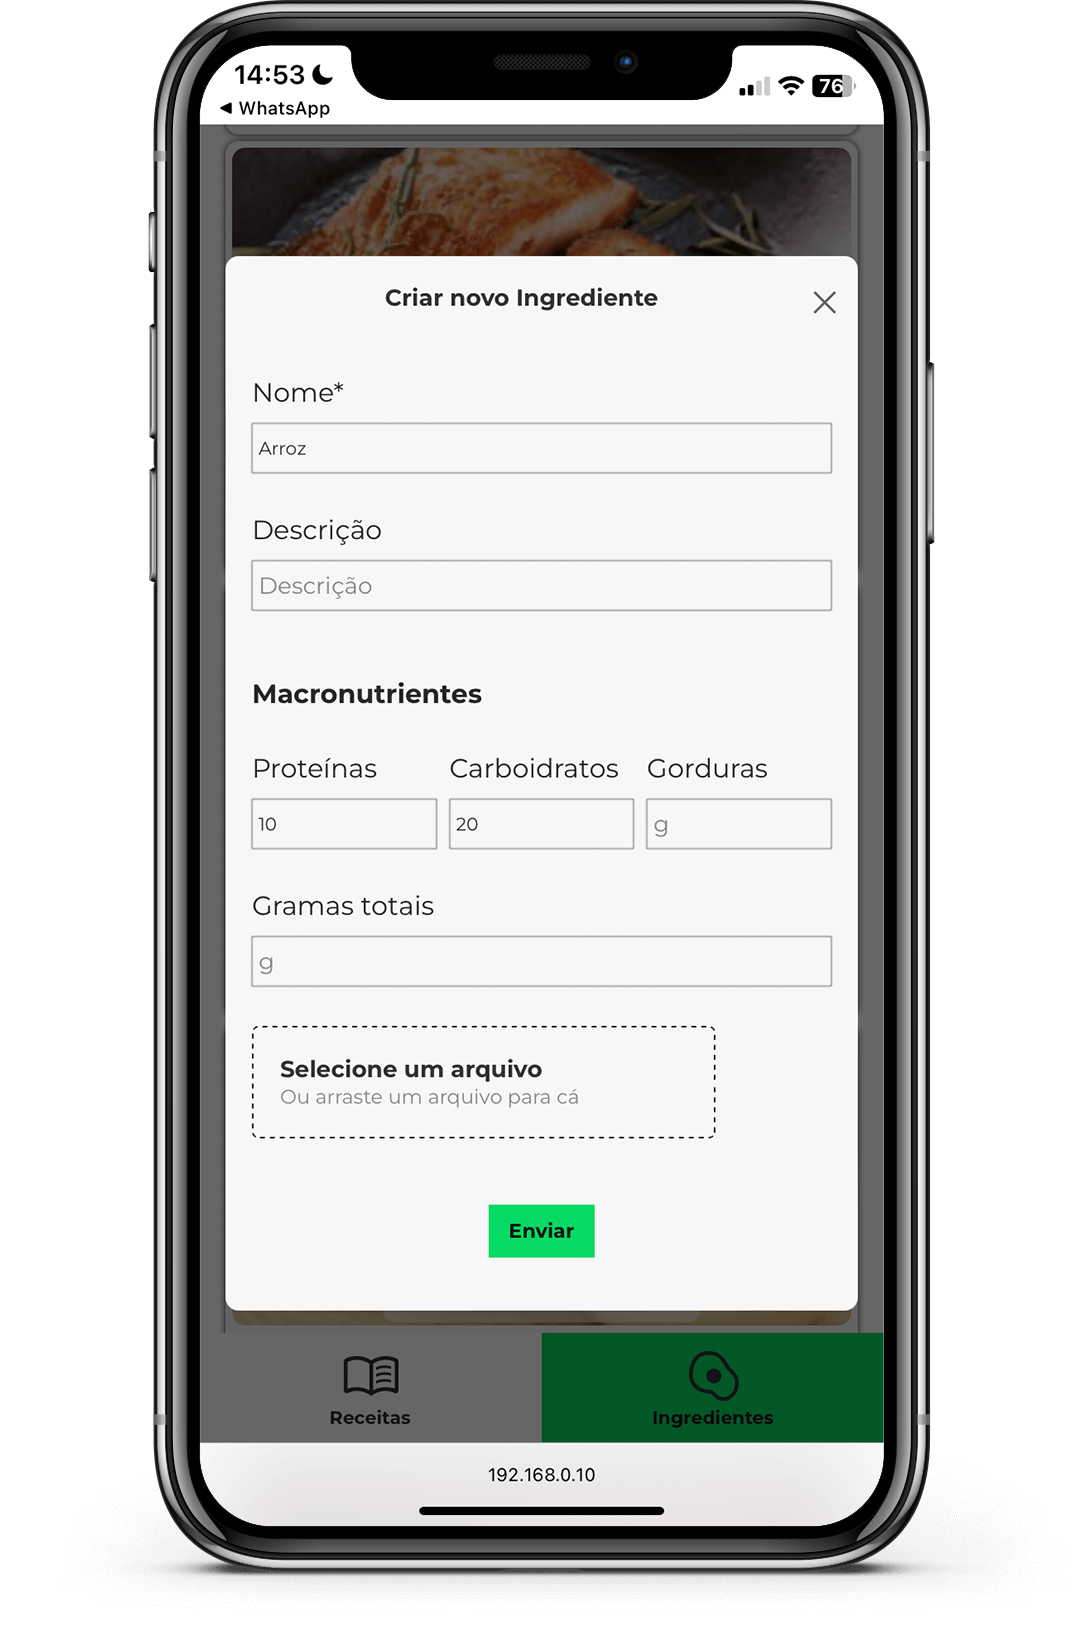 14:53
76
◀ WhatsApp
Criar novo Ingrediente
Nome*
Arroz
Descrição
Descrição
Macronutrientes
Proteínas Carboidratos Gorduras
10 20 g
Gramas totais
g
Selecione um arquivo
Ou arraste um arquivo para cá
Enviar
Receitas Ingredientes
192.168.0.10